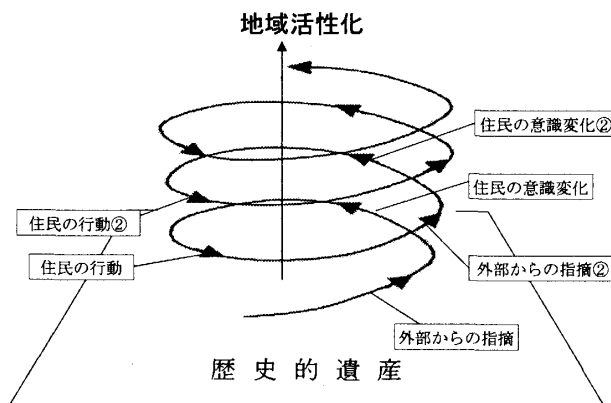 地域活性化
住民の意識変化②
住民の意識変化
住民の行動②
住民の行動
外部からの指摘②
外部からの指摘
歴史的遺産